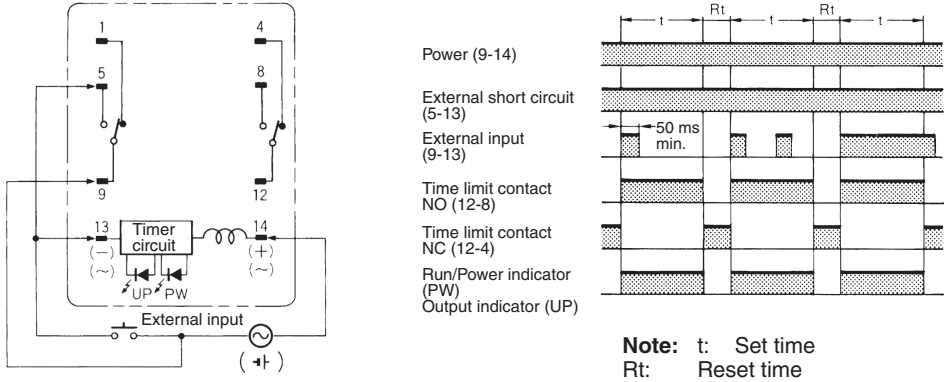 1
4
5
8
9
12
13
Timer
circuit
14
(−)
(~)
(+)
(~)
UP
PW
External input
t
Rt
t
Rt
t
Power (9-14)
External short circuit
(5-13)
External input
(9-13)
50 ms
min.
Time limit contact
NO (12-8)
Time limit contact
NC (12-4)
Run/Power indicator
(PW)
Output indicator (UP)
Note: t: Set time
Rt: Reset time